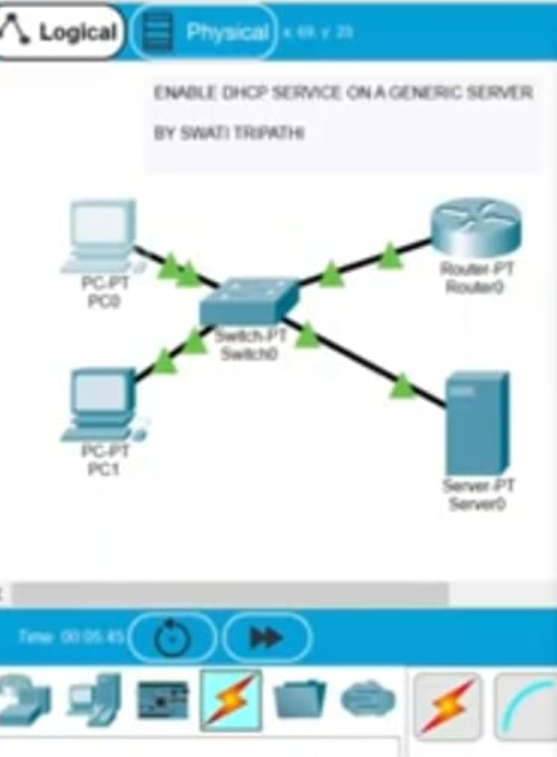 Logical
Physical
x: 69, y: 23
ENABLE DHCP SERVICE ON A GENERIC SERVER
BY SWATI TRIPATHI
PC-PT
PC0
Router-PT
Router0
Switch-PT
Switch0
PC-PT
PC1
Server-PT
Server0
Time: 00:05:45